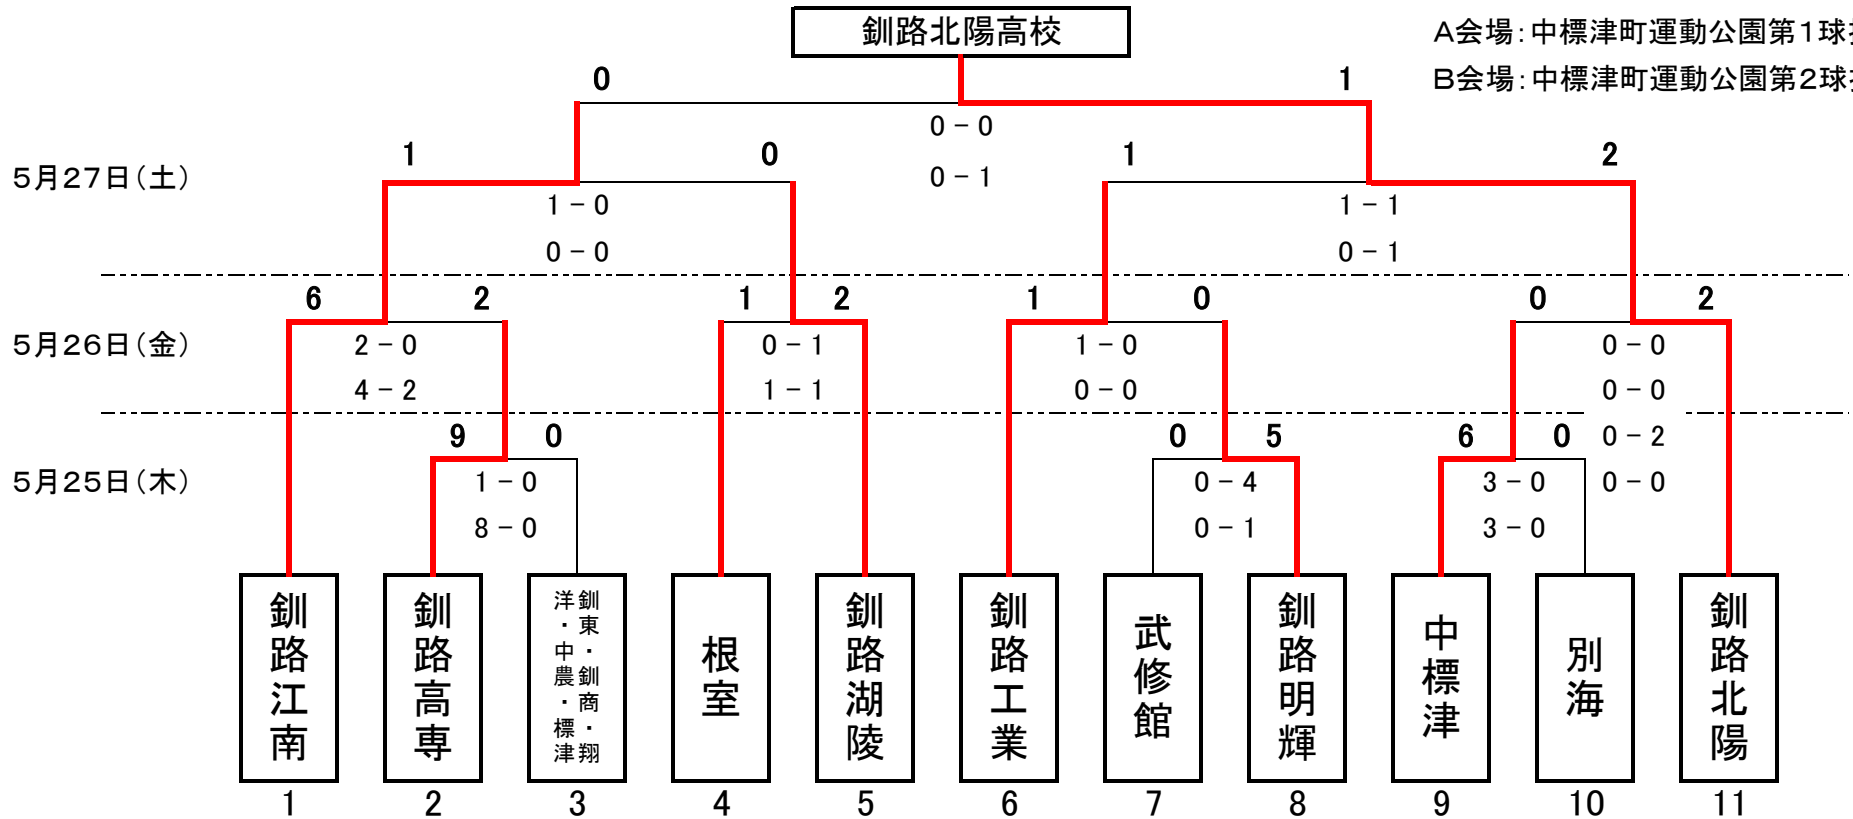 釧路北陽高校
A会場：中標津町運動公園第1球技
B会場：中標津町運動公園第2球技
0 1
0－0
0－1
5月27日（土）
1 0 1 2
1－0 1－1
0－0 0－1
5月26日（金）
6 2 1 2 1 0 0 2
2－0 0－1 1－0 0－0
4－2 1－1 0－0 0－0
0－2
0－0
5月25日（木）
9 0 0 5 6 0
1－0 0－4 3－0
8－0 0－1 3－0
釧路江南
釧路高専
釧東・釧商・翔
洋・中農・標津
根室
釧路湖陵
釧路工業
武修館
釧路明輝
中標津
別海
釧路北陽
1 2 3 4 5 6 7 8 9 10 11